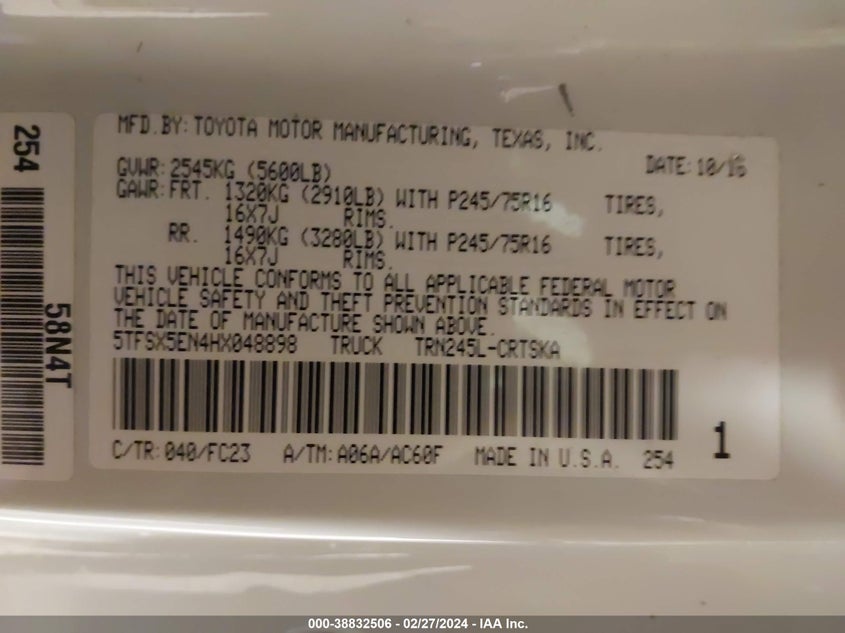 MFD.BY:TOYOTA MOTOR MANUFACTURING, TEXAS, INC.
GVWR:2545KG (5600LB) DATE:10/16
GAWR:FRT. 1320KG (2910LB) WITH P245/75R16 TIRES,
16X7J RIMS.
RR. 1490KG (3280LB) WITH P245/75R16 TIRES,
16X7J RIMS.
THIS VEHICLE CONFORMS TO ALL APPLICABLE FEDERAL MOTOR
VEHICLE SAFETY AND THEFT PREVENTION STANDARDS IN EFFECT ON
THE DATE OF MANUFACTURE SHOWN ABOVE.
5TFSX5EN4HX048898 TRUCK TRN245L-CRTSKA
C/TR:040/FC23 A/TM:A06A/AC60F MADE IN U.S.A. 254
1
254
58N4T
000-38832506 - 02/27/2024 - IAA Inc.